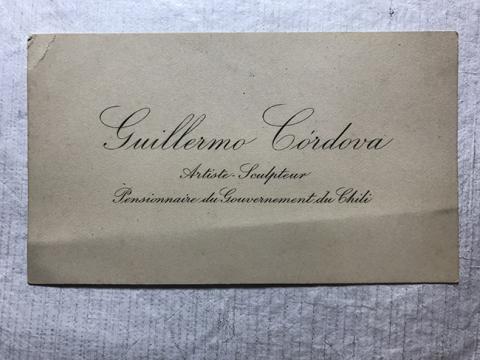 Guillermo Córdova
Artiste-Sculpteur
Pensionnaire du Gouvernement du Chili